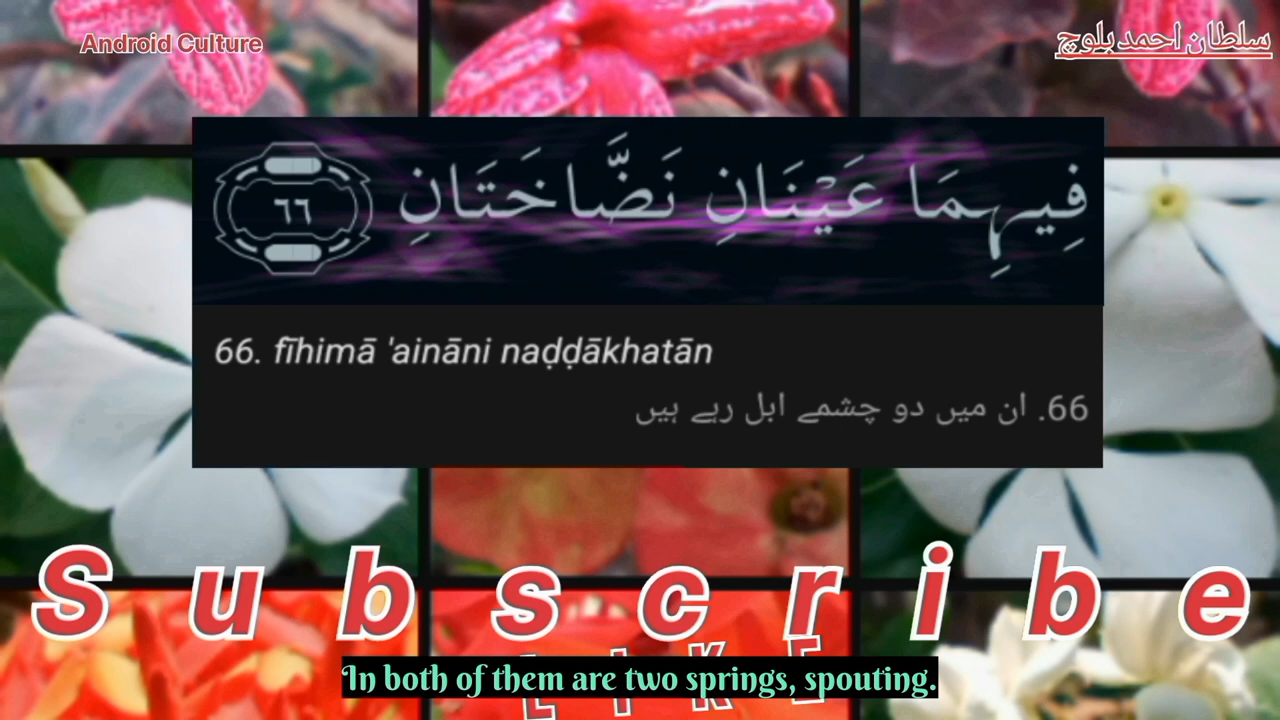 Android Culture
سلطان احمد بلوچ
فِيهِمَا عَيْنَانِ نَضَّاخَتَانِ ٦٦
66. fīhimā 'aināni naḍḍākhatān
66. ان میں دو چشمے ابل رہے ہیں
Subscribe
LIKE
In both of them are two springs, spouting.